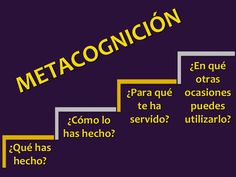 METACOGNICIÓN
¿Qué has
hecho?
¿Cómo lo
has hecho?
¿Para qué
te ha
servido?
¿En qué
otras
ocasiones
puedes
utilizarlo?